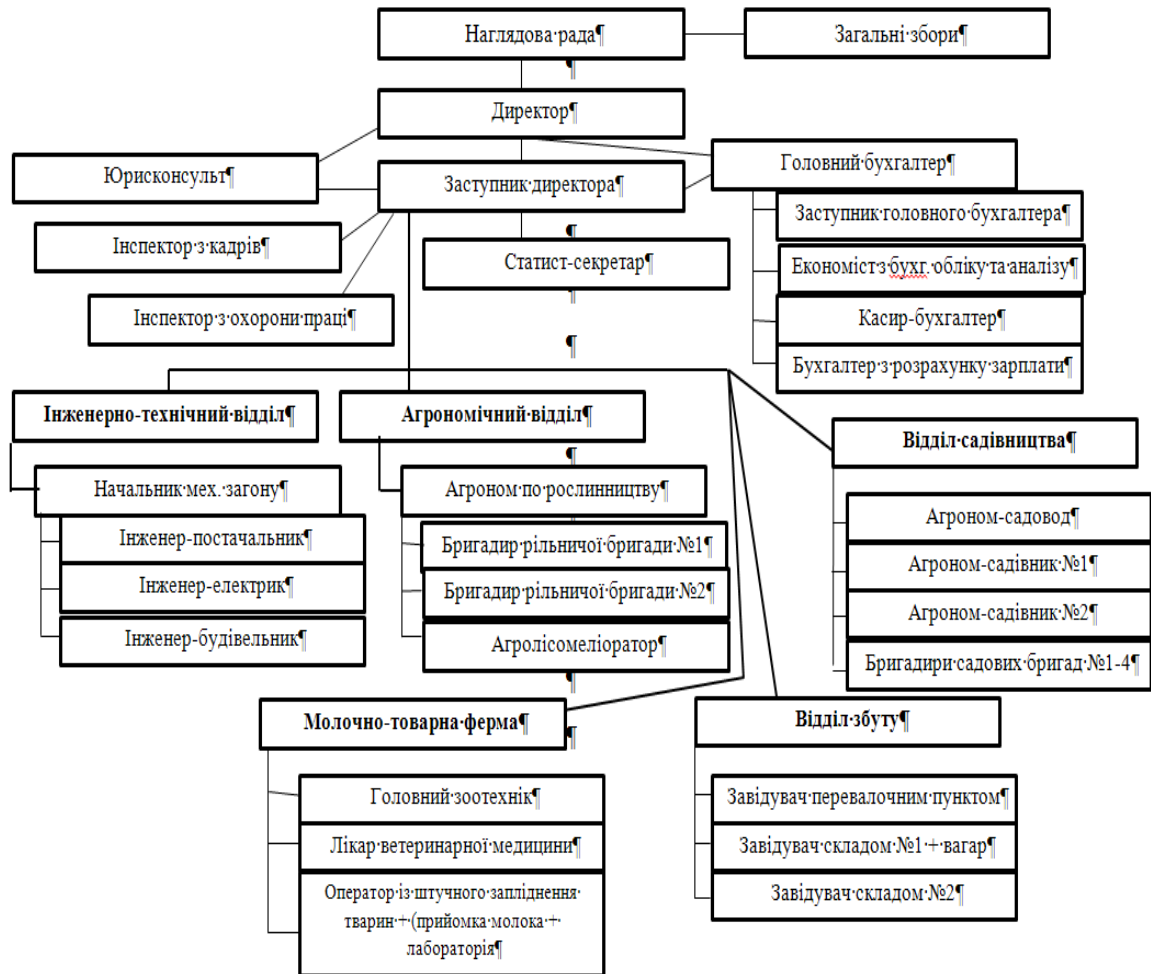 Наглядова рада
Загальні збори
Директор
Юрисконсульт
Заступник директора
Головний бухгалтер
Заступник головного бухгалтера
Інспектор з кадрів
Статист-секретар
Економіст з бухг. обліку та аналізу
Інспектор з охорони праці
Касир-бухгалтер
Бухгалтер з розрахунку зарплати
Інженерно-технічний відділ
Агрономічний відділ
Відділ садівництва
Начальник мех. загону
Інженер-постачальник
Інженер-електрик
Інженер-будівельник
Агроном по рослинництву
Бригадир рільничої бригади №1
Бригадир рільничої бригади №2
Агролісомеліоратор
Агроном-садовод
Агроном-садівник №1
Агроном-садівник №2
Бригадири садових бригад №1-4
Молочно-товарна ферма
Відділ збуту
Головний зоотехнік
Лікар ветеринарної медицини
Оператор із штучного запліднення
тварин + (прийомка молока +
лабораторія
Завідувач перевалочним пунктом
Завідувач складом №1 + вагар
Завідувач складом №2